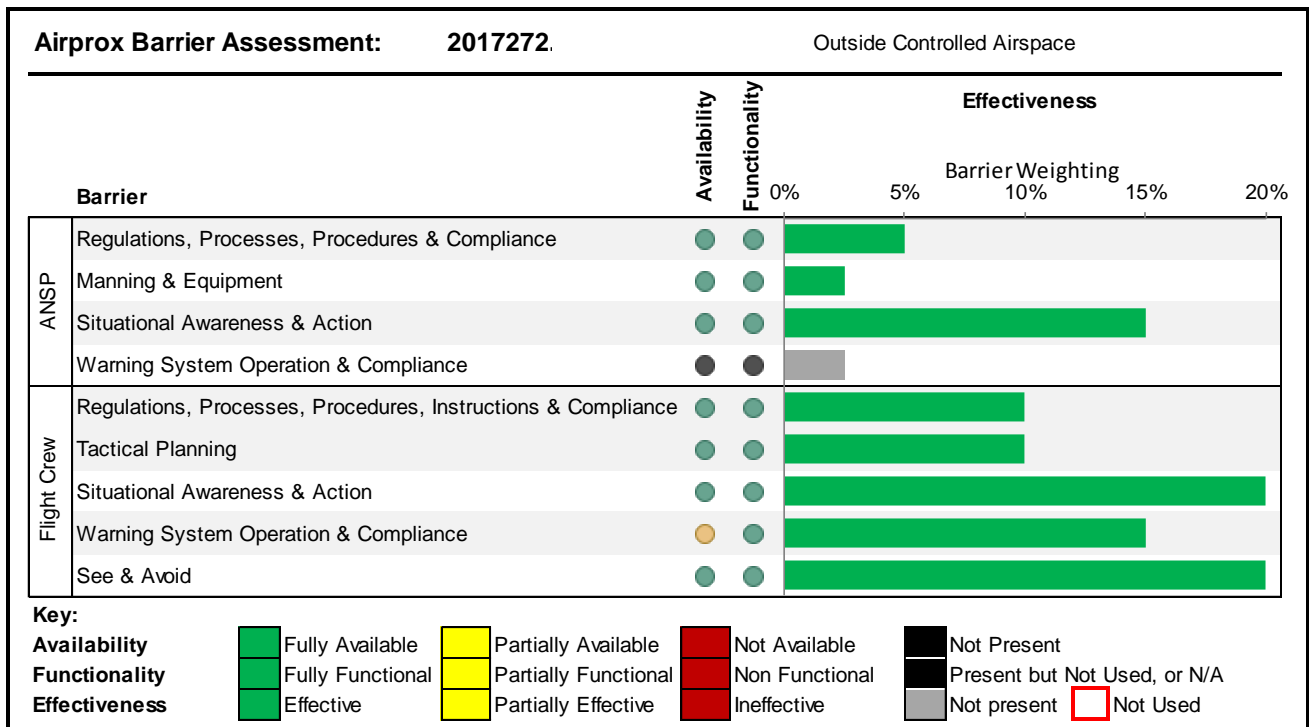 Airprox Barrier Assessment: 2017272. Outside Controlled Airspace
Availability
Functionality
Effectiveness
Barrier Weighting
Barrier
0% 5% 10% 15% 20%
ANSP
Regulations, Processes, Procedures & Compliance
Manning & Equipment
Situational Awareness & Action
Warning System Operation & Compliance
Flight Crew
Regulations, Processes, Procedures, Instructions & Compliance
Tactical Planning
Situational Awareness & Action
Warning System Operation & Compliance
See & Avoid
Key:
Availability Fully Available Partially Available Not Available Not Present
Functionality Fully Functional Partially Functional Non Functional Present but Not Used, or N/A
Effectiveness Effective Partially Effective Ineffective Not present Not Used